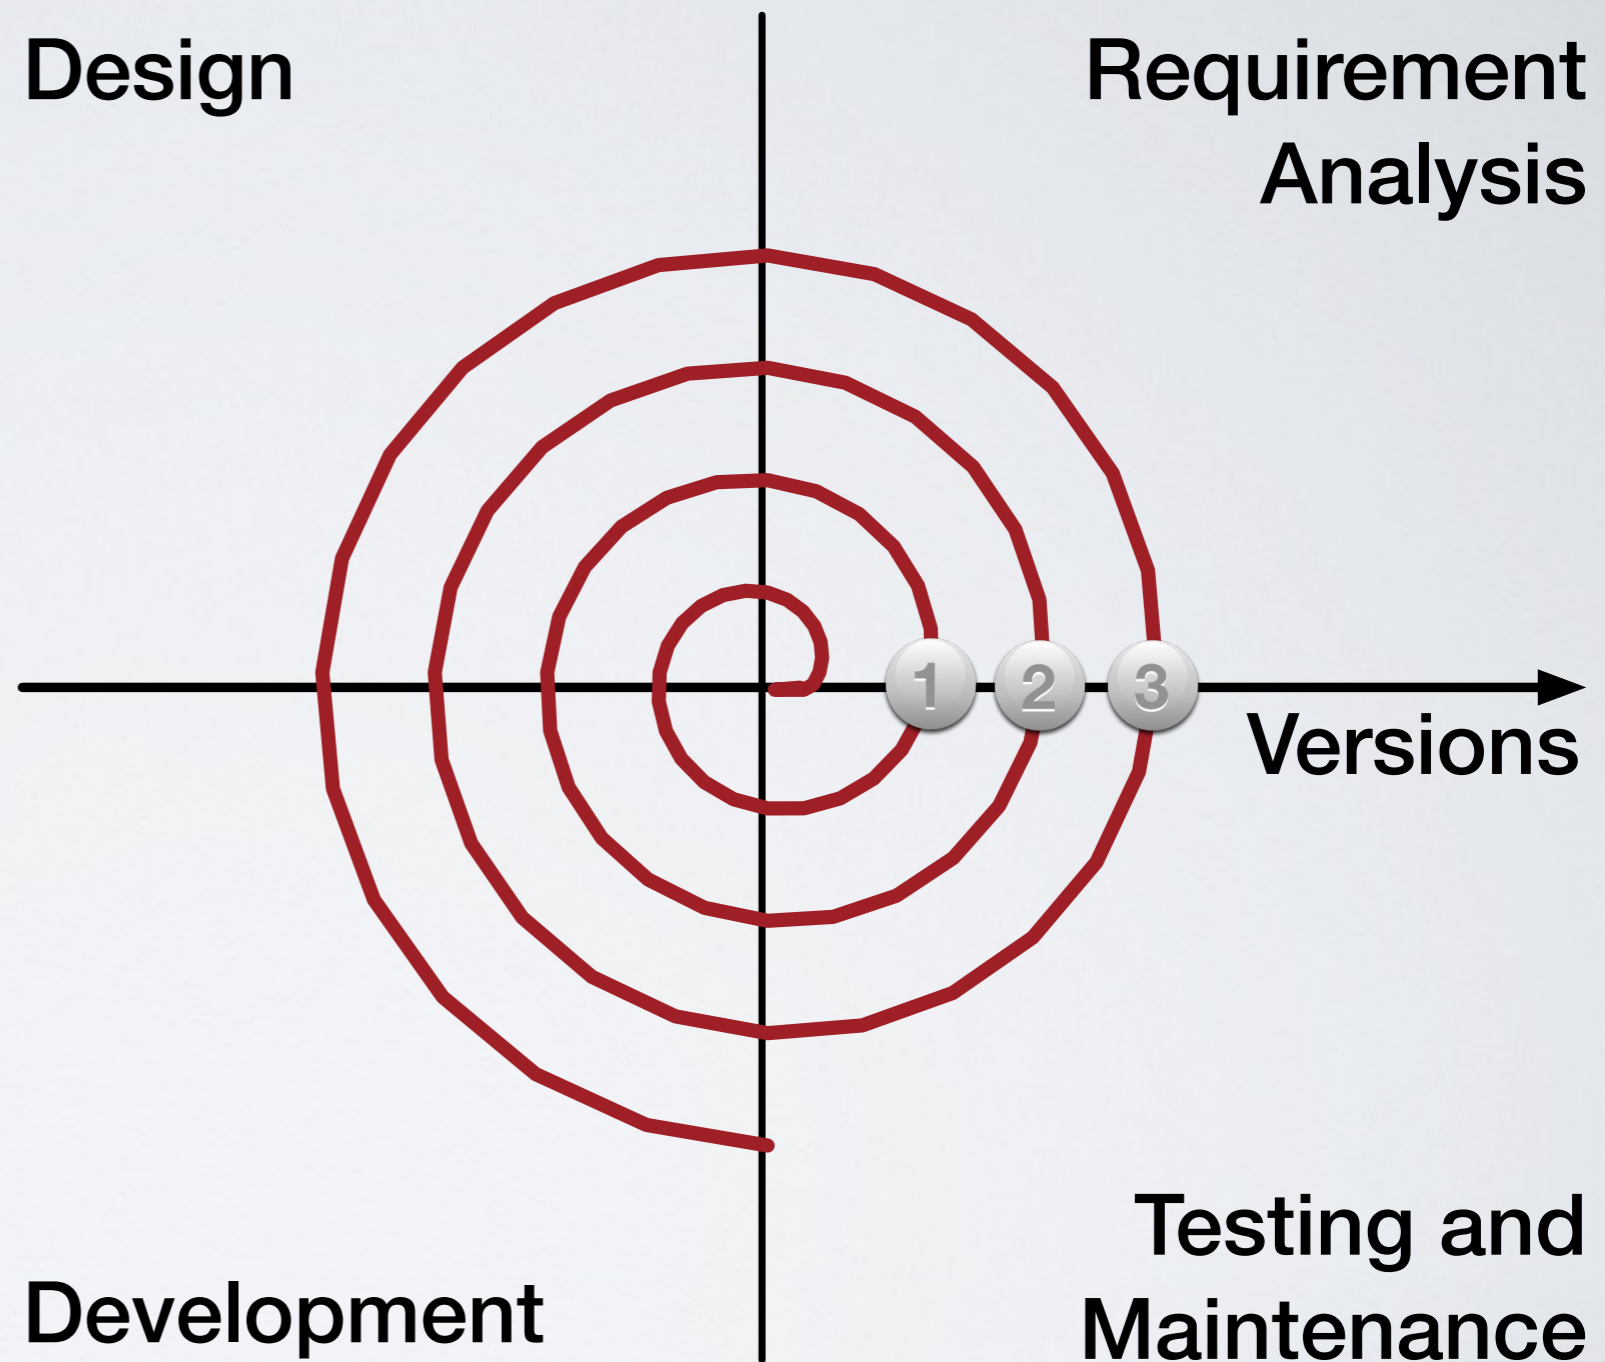 Design
Requirement
Analysis
1 2 3
Versions
Development
Testing and
Maintenance